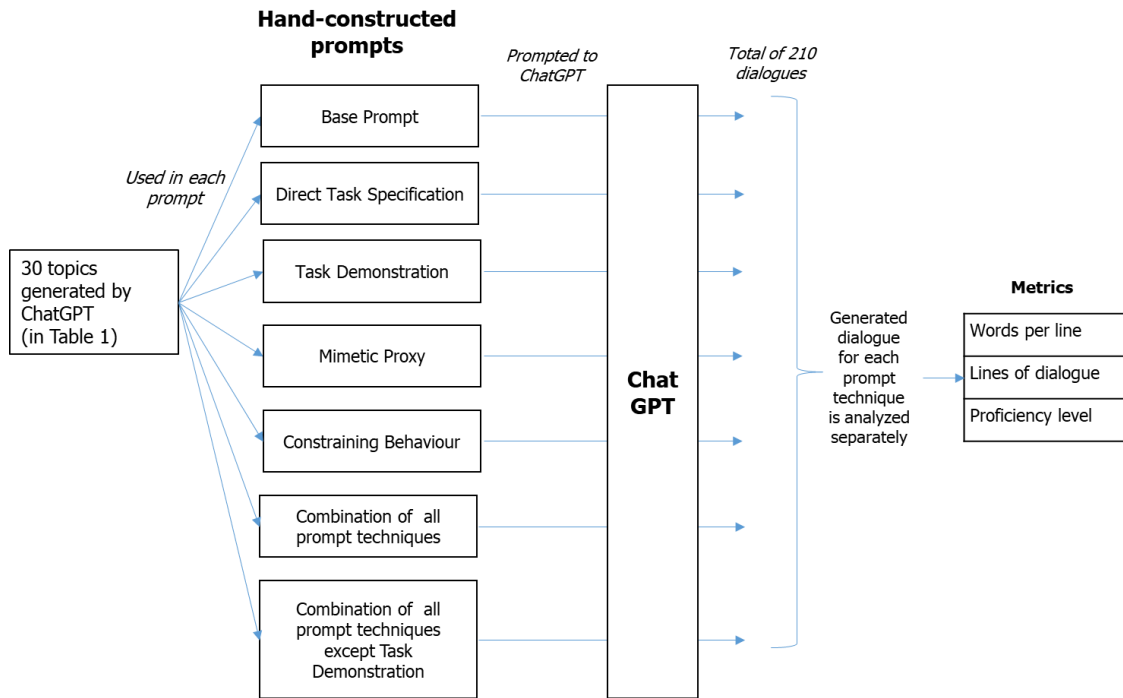 Hand-constructed
prompts
Prompted to
ChatGPT
Total of 210
dialogues
Used in each
prompt
30 topics
generated by
ChatGPT
(in Table 1)
Base Prompt
Direct Task Specification
Task Demonstration
Mimetic Proxy
Constraining Behaviour
Combination of all
prompt techniques
Combination of all
prompt techniques
except Task
Demonstration
Chat
GPT
Generated
dialogue
for each
prompt
technique
is analyzed
separately
Metrics
Words per line
Lines of dialogue
Proficiency level